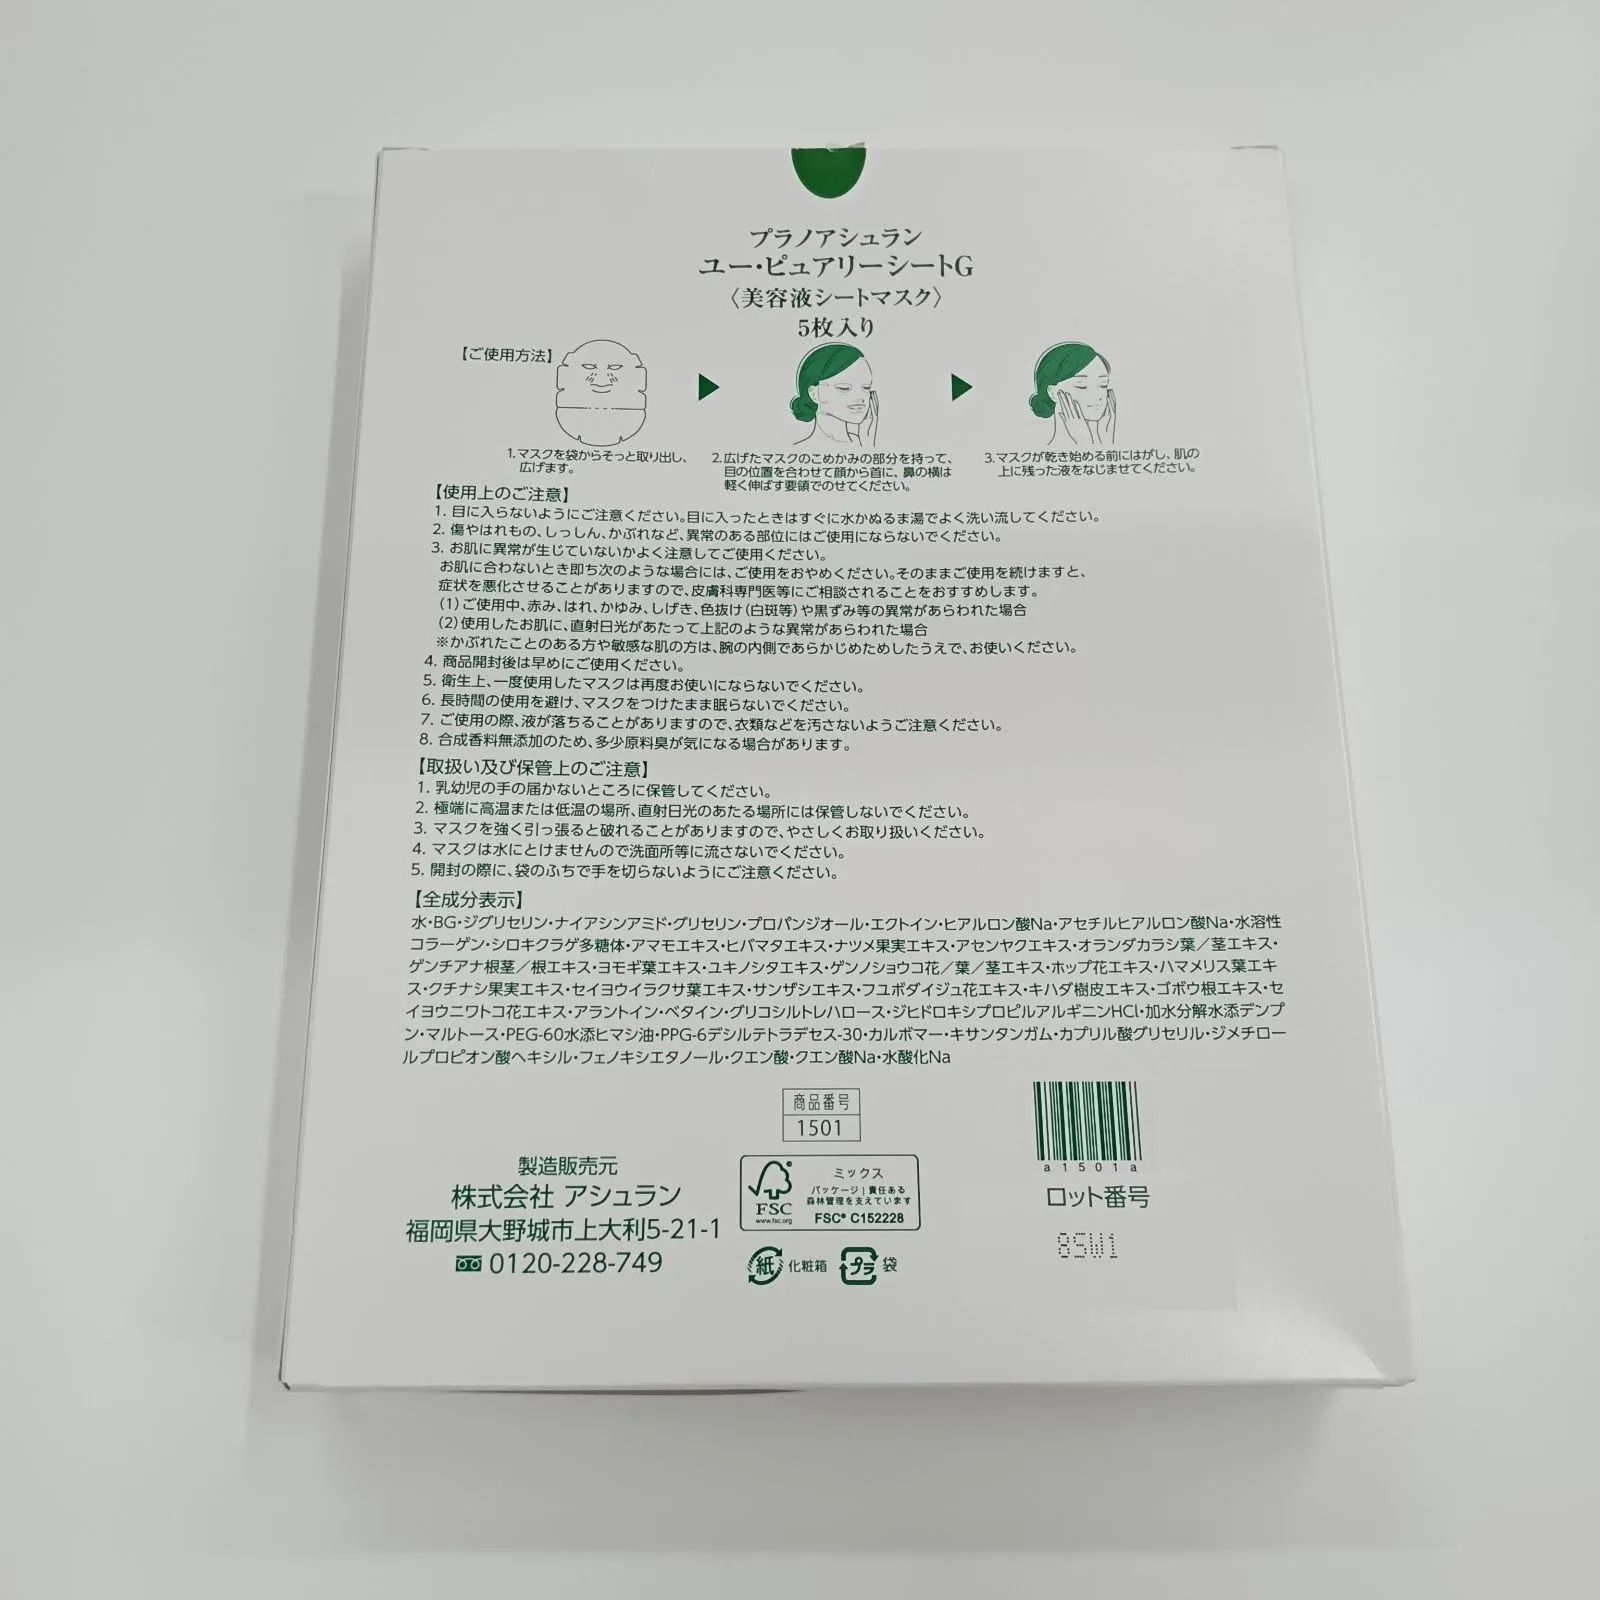 プラノアシュラン
ユー・ピュアリーシートG
〈美容液シートマスク〉
5枚入り
【ご使用方法】
1.マスクを袋からそっと取り出し、
広げます。
2.広げたマスクのこめかみの部分を持って、
目の位置を合わせて顔から首に、鼻の横は
軽く伸ばす要領でのせてください。
3.マスクが乾き始める前にはがし、肌の
上に残った液をなじませてください。
【使用上のご注意】
1. 目に入らないようにご注意ください。目に入ったときはすぐに水かぬるま湯でよく洗い流してください。
2. 傷やはれもの、しっしん、かぶれなど、異常のある部位にはご使用にならないでください。
3. お肌に異常が生じていないかよく注意してご使用ください。
お肌に合わないとき即ち次のような場合には、ご使用をおやめください。そのままご使用を続けますと、
症状を悪化させることがありますので、皮膚科専門医等にご相談されることをおすすめします。
(1)ご使用中、赤み、はれ、かゆみ、しげき、色抜け(白斑等)や黒ずみ等の異常があらわれた場合
(2)使用したお肌に、直射日光があたって上記のような異常があらわれた場合
※かぶれたことのある方や敏感な肌の方は、腕の内側であらかじめためしたうえで、お使いください。
4. 商品開封後は早めにご使用ください。
5. 衛生上、一度使用したマスクは再度お使いにならないでください。
6. 長時間の使用を避け、マスクをつけたまま眠らないでください。
7. ご使用の際、液が落ちることがありますので、衣類などを汚さないようご注意ください。
8. 合成香料無添加のため、多少原料臭が気になる場合があります。
【取扱い及び保管上のご注意】
1. 乳幼児の手の届かないところに保管してください。
2. 極端に高温または低温の場所、直射日光のあたる場所には保管しないでください。
3. マスクを強く引っ張ると破れることがありますので、やさしくお取り扱いください。
4. マスクは水にとけませんので洗面所等に流さないでください。
5. 開封の際に、袋のふちで手を切らないようにご注意ください。
【全成分表示】
水・BG・ジグリセリン・ナイアシンアミド・グリセリン・プロパンジオール・エクトイン・ヒアルロン酸Na・アセチルヒアルロン酸Na・水溶性
コラーゲン・シロキクラゲ多糖体・アマモエキス・ヒバマタエキス・ナツメ果実エキス・アセンヤクエキス・オランダカラシ葉/茎エキス・
ゲンチアナ根茎/根エキス・ヨモギ葉エキス・ユキノシタエキス・ゲンノショウコ花/葉/茎エキス・ホップ花エキス・ハマメリス葉エキ
ス・クチナシ果実エキス・セイヨウイラクサ葉エキス・サンザシエキス・フユボダイジュ花エキス・キハダ樹皮エキス・ゴボウ根エキス・セ
イヨウニワトコ花エキス・アラントイン・ベタイン・グリコシルトレハロース・ジヒドロキシプロピルアルギニンHCl・加水分解水添デンプ
ン・マルトース・PEG-60水添ヒマシ油・PPG-6デシルテトラデセス-30・カルボマー・キサンタンガム・カプリル酸グリセリル・ジメチロー
ルプロピオン酸ヘキシル・フェノキシエタノール・クエン酸・クエン酸Na・水酸化Na
商品番号
1501
a1501a
ロット番号
8SW1
製造販売元
株式会社 アシュラン
福岡県大野城市上大利5-21-1
0120-228-749
FSC
www.fsc.org
ミックス
パッケージ|責任ある
森林管理を支えています
FSC® C152228
紙 化粧箱 プラ 袋